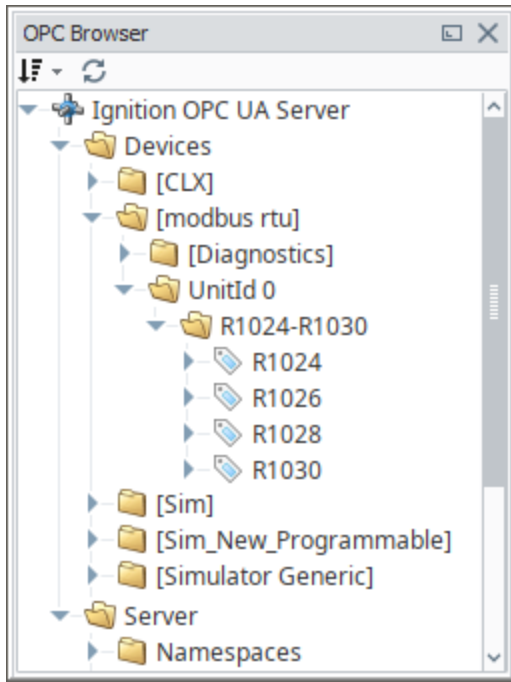 OPC Browser
Ignition OPC UA Server
Devices
[CLX]
[modbus rtu]
[Diagnostics]
UnitId 0
R1024-R1030
R1024
R1026
R1028
R1030
[Sim]
[Sim_New_Programmable]
[Simulator Generic]
Server
Namespaces